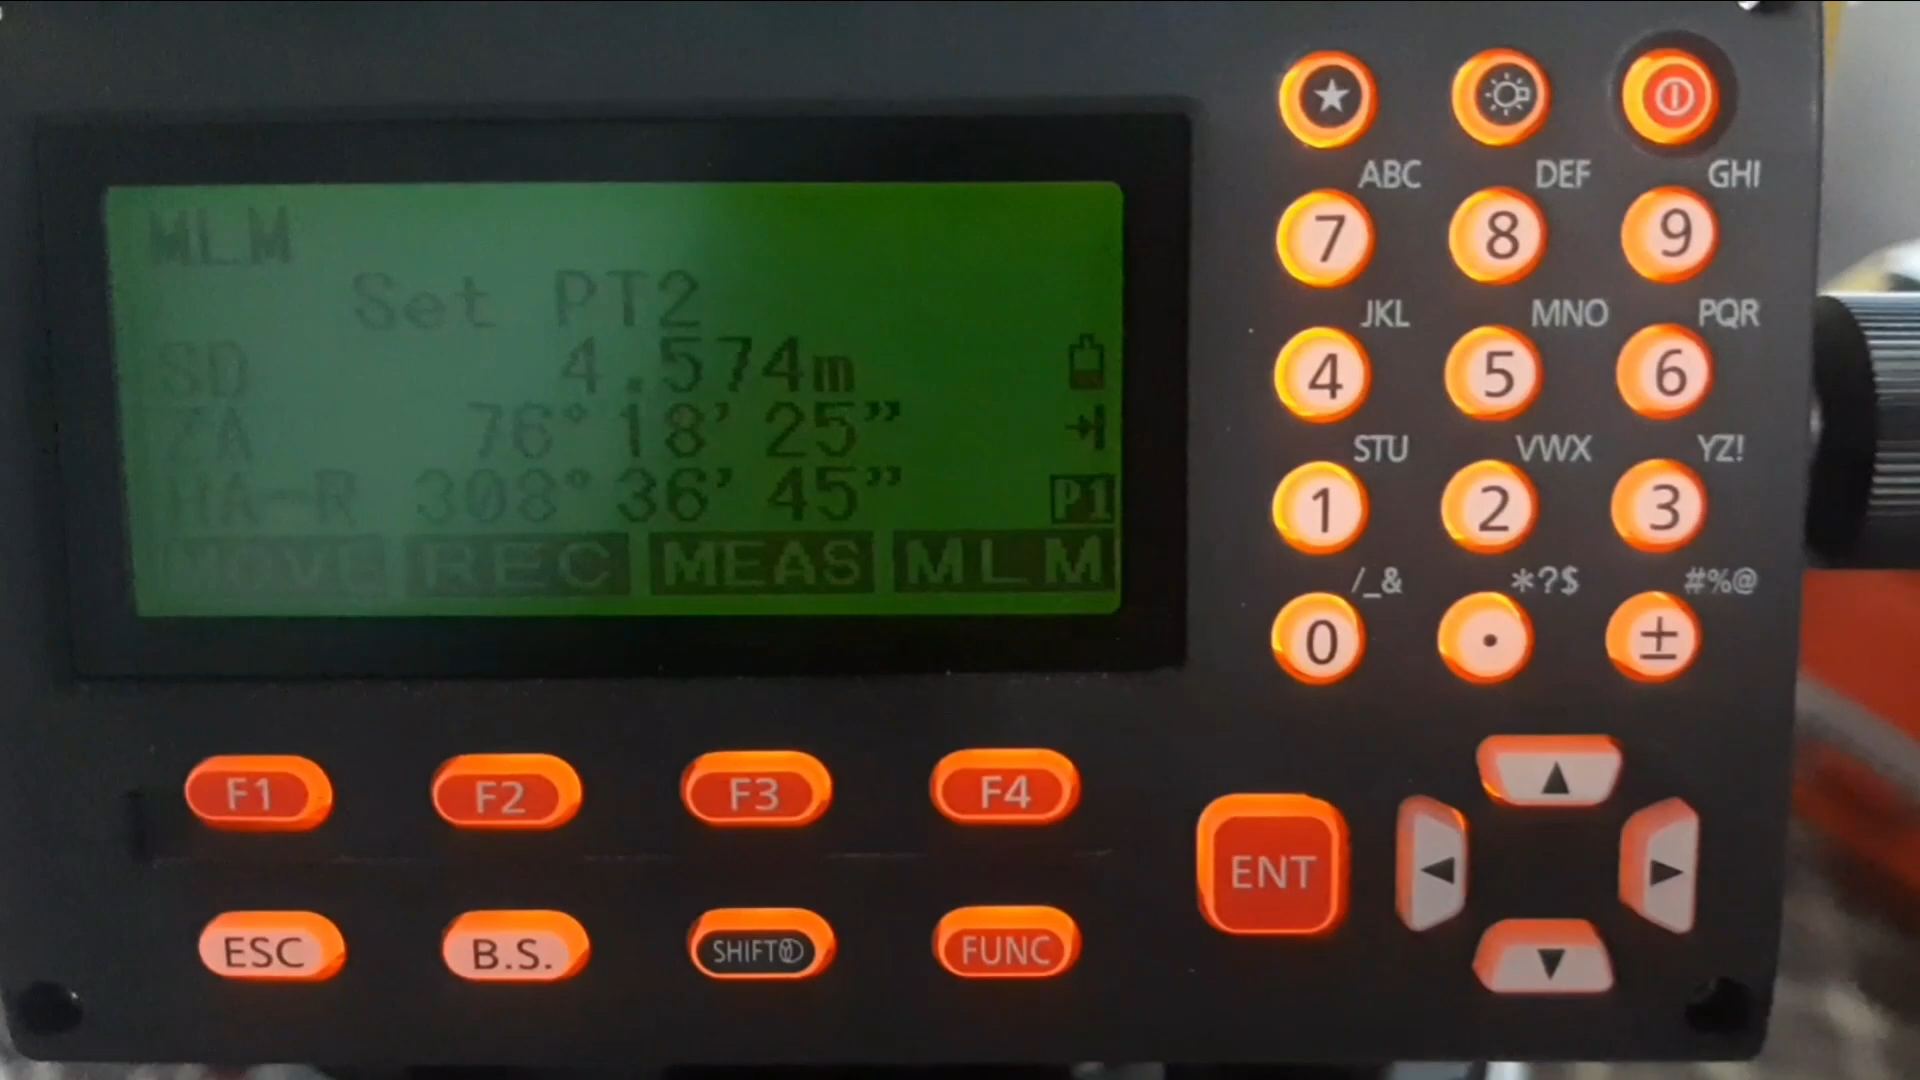 MLM
Set PT2
SD 4.574m
ZA 76° 18' 25"
HA-R 308° 36' 45"
P1
MOVE REC MEAS MLM
F1 F2 F3 F4
ESC B.S. SHIFT FUNC
ABC DEF GHI
7 8 9
JKL MNO PQR
4 5 6
STU VWX YZ!
1 2 3
/_& *?$ #%@
0 . ±
ENT